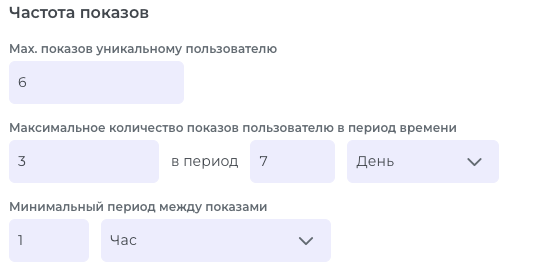 Частота показов
Мах. показов уникальному пользователю
6
Максимальное количество показов пользователю в период времени
3 в период 7 День
Минимальный период между показами
1 Час